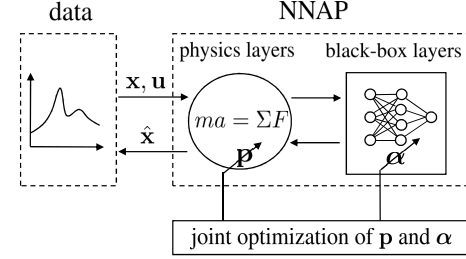 data
NNAP
physics layers
black-box layers
x, u
x̂
ma = ΣF
p
α
joint optimization of p and α